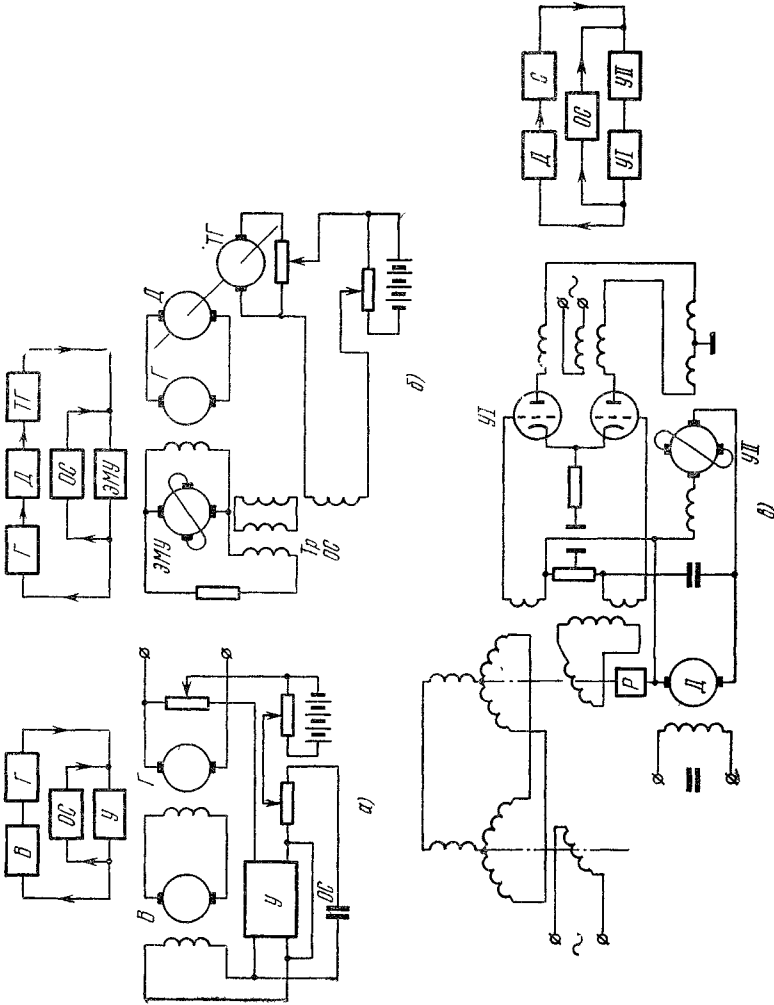 В
Г
ОС
У
В
Г
У
ОС
а)
Г
Д
ТГ
ОС
ЭМУ
ЭМУ
Г
Д
ТГ
Тр
ОС
б)
Д
С
ОС
УI
УII
УI
УII
Р
Д
~
~
в)